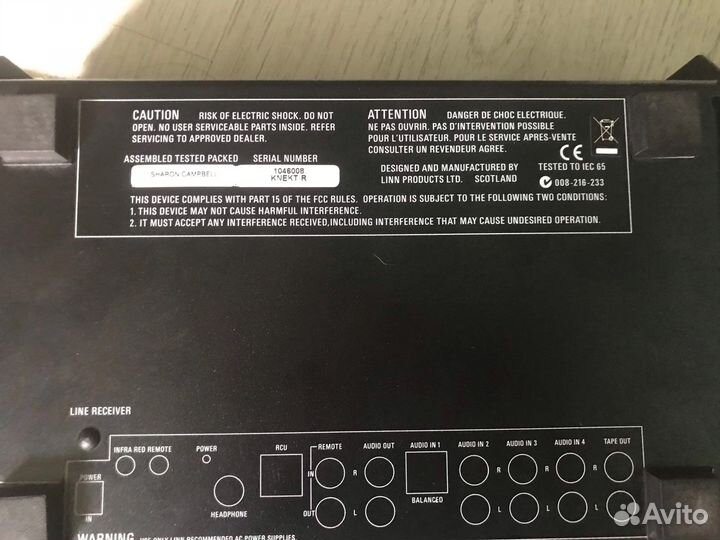 CAUTION RISK OF ELECTRIC SHOCK. DO NOT
OPEN. NO USER SERVICEABLE PARTS INSIDE. REFER
SERVICING TO APPROVED DEALER.
ATTENTION DANGER DE CHOC ELECTRIQUE.
NE PAS OUVRIR. PAS D'INTERVENTION POSSIBLE
POUR L'UTILISATEUR. POUR LE SERVICE APRES-VENTE
CONSULTER UN REVENDEUR AGREE.
CE
ASSEMBLED TESTED PACKED SERIAL NUMBER
SHARON CAMPBELL 1046008
KNEKT R
DESIGNED AND MANUFACTURED BY
LINN PRODUCTS LTD. SCOTLAND
TESTED TO IEC 65
008-216-233
THIS DEVICE COMPLIES WITH PART 15 OF THE FCC RULES. OPERATION IS SUBJECT TO THE FOLLOWING TWO CONDITIONS:
1. THIS DEVICE MAY NOT CAUSE HARMFUL INTERFERENCE.
2. IT MUST ACCEPT ANY INTERFERENCE RECEIVED,INCLUDING INTERFERENCE THAT MAY CAUSE UNDESIRED OPERATION.
LINE RECEIVER
INFRA RED REMOTE POWER RCU REMOTE AUDIO OUT AUDIO IN 1 AUDIO IN 2 AUDIO IN 3 AUDIO IN 4 TAPE OUT
POWER IN R R R R R
IN HEADPHONE OUT L BALANCED L L L L
WARNING USE ONLY LINN RECOMMENDED AC POWER SUPPLIES.
Avito